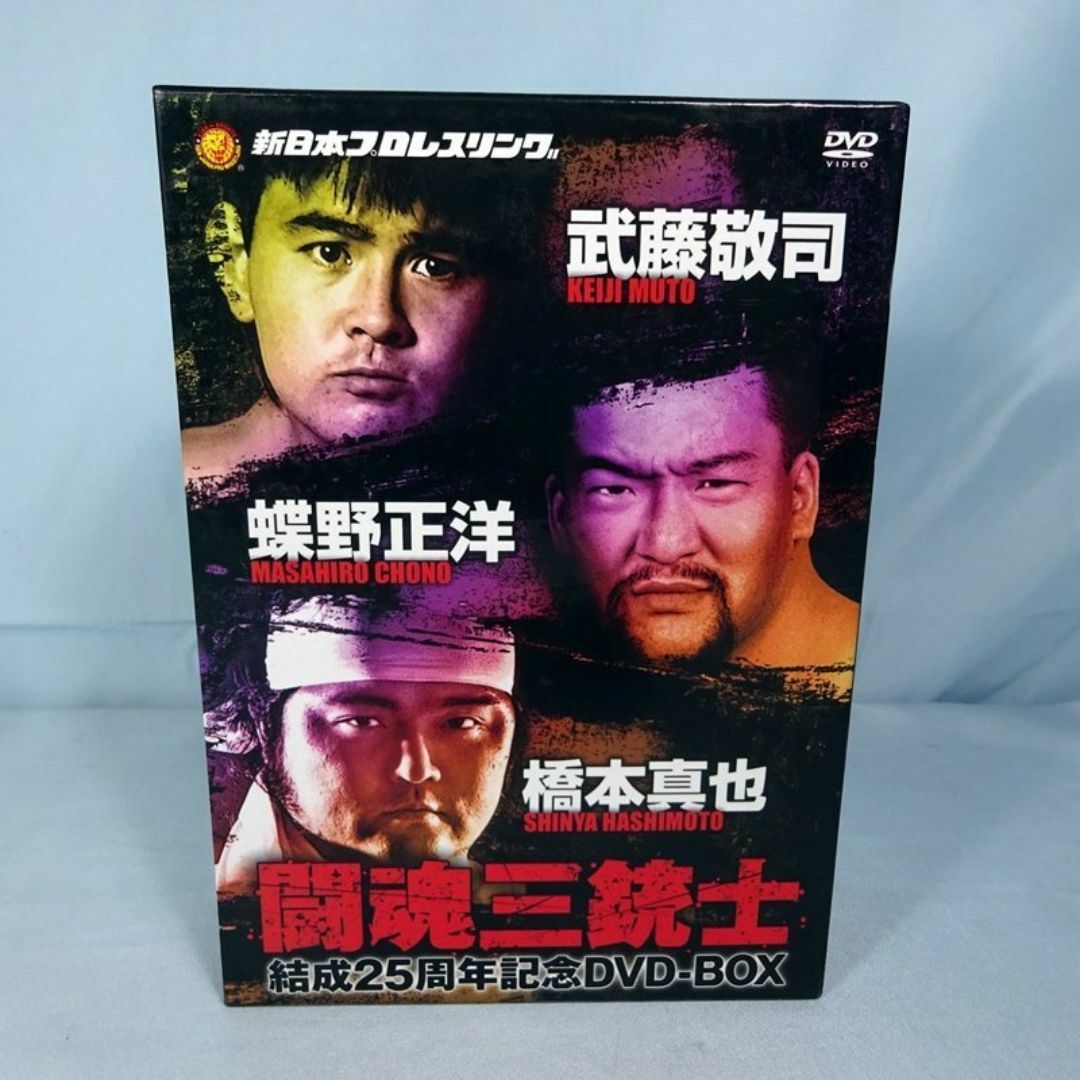 新日本プロレスリング
DVD
VIDEO
武藤敬司
KEIJI MUTO
蝶野正洋
MASAHIRO CHONO
橋本真也
SHINYA HASHIMOTO
闘魂三銃士
結成25周年記念DVD-BOX